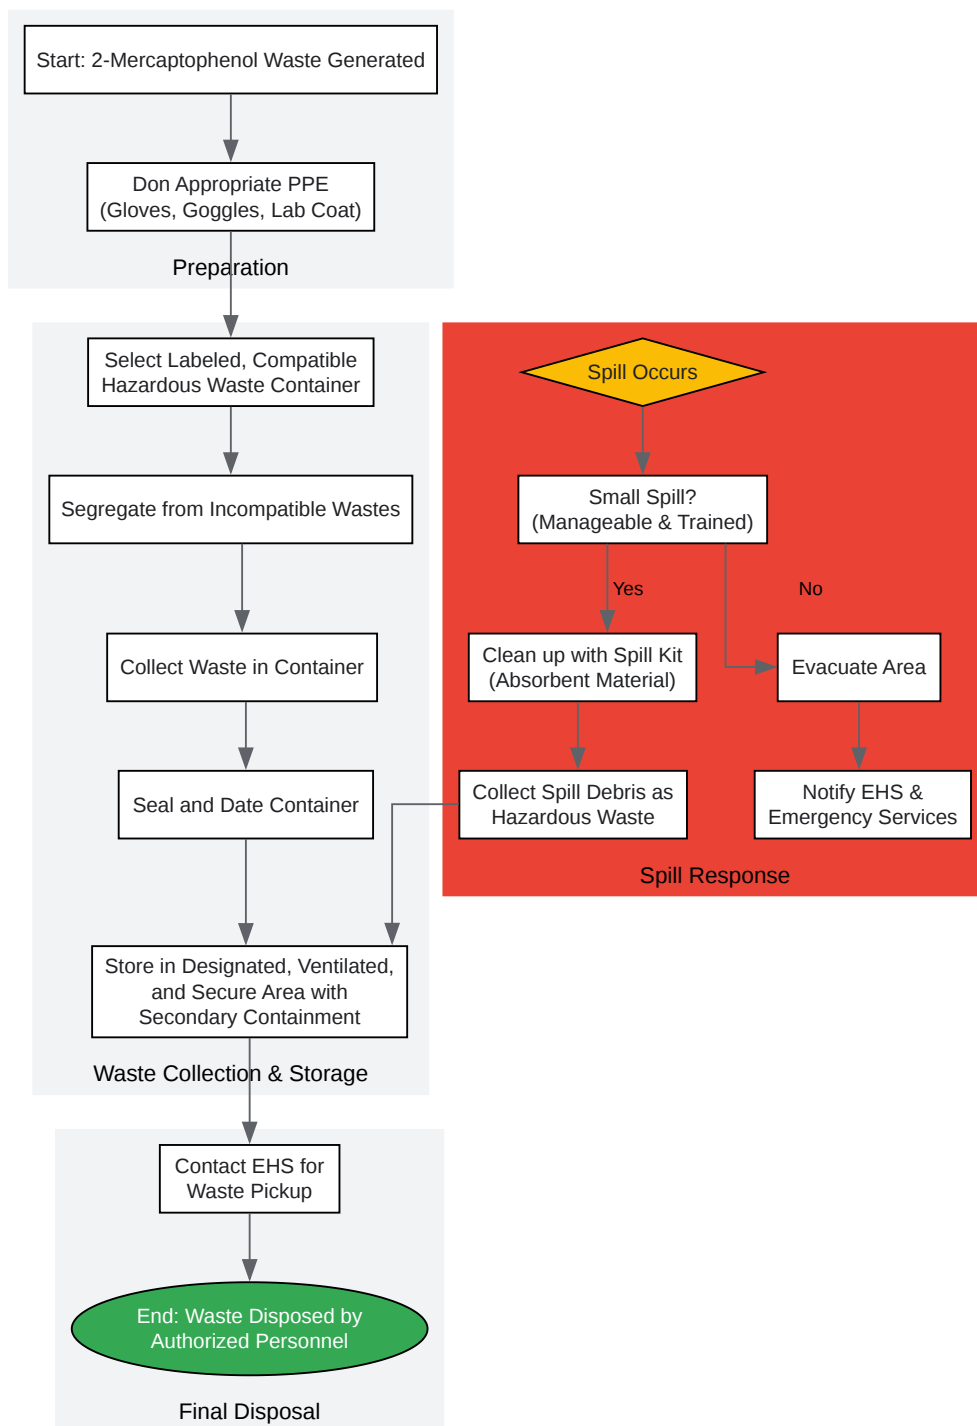 Start: 2-Mercaptophenol Waste Generated
Don Appropriate PPE
(Gloves, Goggles, Lab Coat)
Preparation
Select Labeled, Compatible
Hazardous Waste Container
Segregate from Incompatible Wastes
Collect Waste in Container
Seal and Date Container
Store in Designated, Ventilated,
and Secure Area with
Secondary Containment
Waste Collection & Storage
Spill Occurs
Small Spill?
(Manageable & Trained)
Yes
No
Clean up with Spill Kit
(Absorbent Material)
Evacuate Area
Collect Spill Debris as
Hazardous Waste
Notify EHS &
Emergency Services
Spill Response
Contact EHS for
Waste Pickup
End: Waste Disposed by
Authorized Personnel
Final Disposal